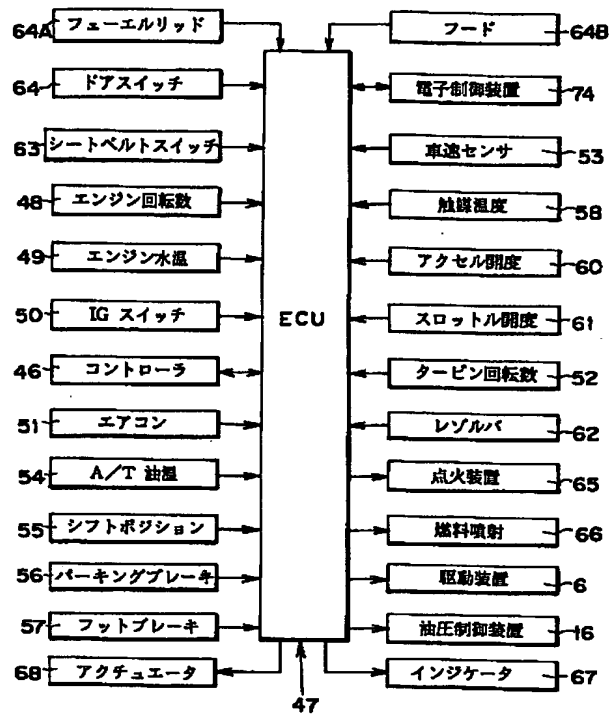 64A フューエルリッド
フード 64B
64 ドアスイッチ
電子制御装置 74
63 シートベルトスイッチ
車速センサ 53
48 エンジン回転数
触媒温度 58
49 エンジン水温
アクセル開度 60
50 IG スイッチ
スロットル開度 61
ECU
46 コントローラ
タービン回転数 52
51 エアコン
レゾルバ 62
54 A/T 油温
点火装置 65
55 シフトポジション
燃料噴射 66
56 パーキングブレーキ
駆動装置 6
57 フットブレーキ
油圧制御装置 16
68 アクチュエータ
インジケータ 67
47